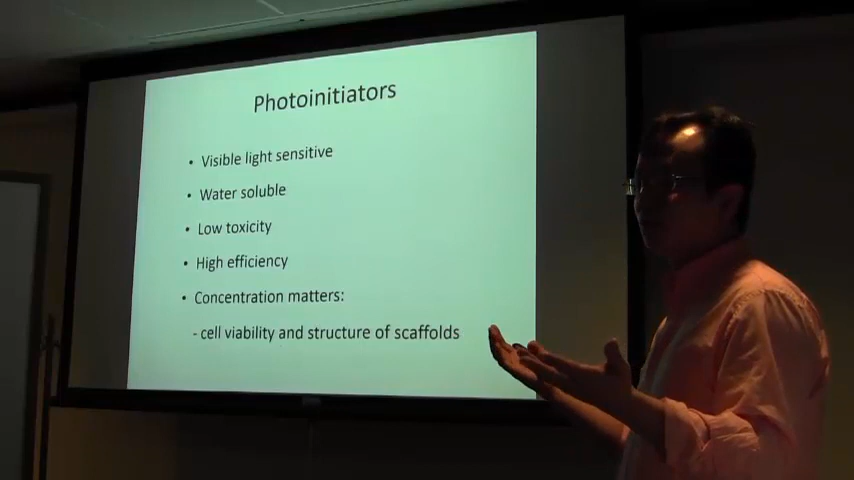 Photoinitiators
• Visible light sensitive
• Water soluble
• Low toxicity
• High efficiency
• Concentration matters:
- cell viability and structure of scaffolds